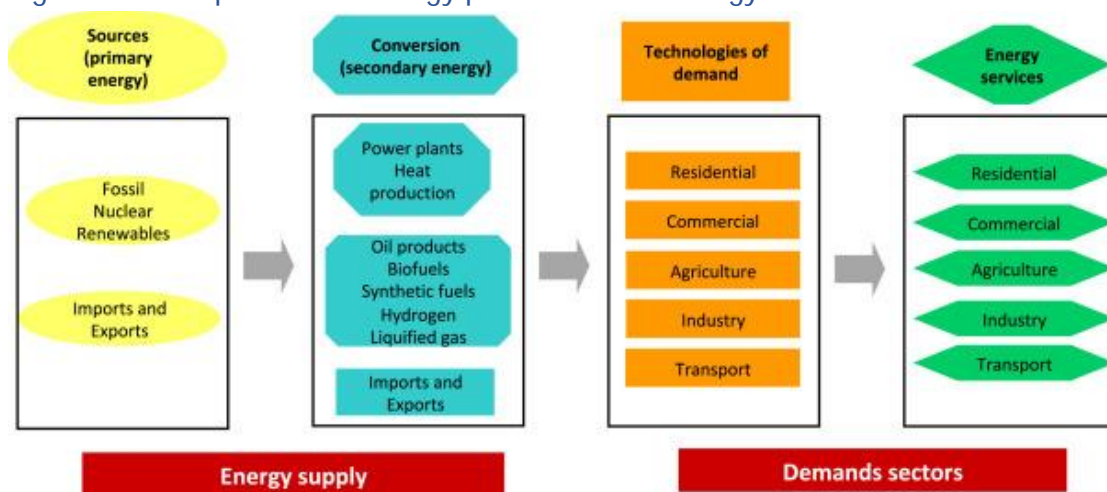 Sources
(primary
energy)
Conversion
(secondary energy)
Technologies of
demand
Energy
services
Fossil
Nuclear
Renewables
Imports and
Exports
Power plants
Heat
production
Oil products
Biofuels
Synthetic fuels
Hydrogen
Liquified gas
Imports and
Exports
Residential
Commercial
Agriculture
Industry
Transport
Residential
Commercial
Agriculture
Industry
Transport
Energy supply
Demands sectors